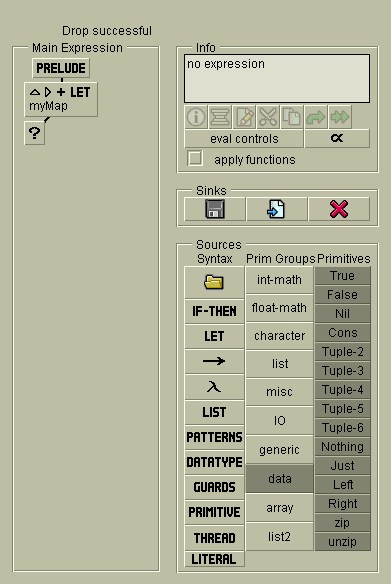 Drop successful
Main Expression
PRELUDE
+ LET
myMap
?
Info
no expression
eval controls
α
apply functions
Sinks
Sources
Syntax
IF-THEN
LET
→
λ
LIST
PATTERNS
DATATYPE
GUARDS
PRIMITIVE
THREAD
LITERAL
Prim Groups
int-math
float-math
character
list
misc
IO
generic
data
array
list2
Primitives
True
False
Nil
Cons
Tuple-2
Tuple-3
Tuple-4
Tuple-5
Tuple-6
Nothing
Just
Left
Right
zip
unzip